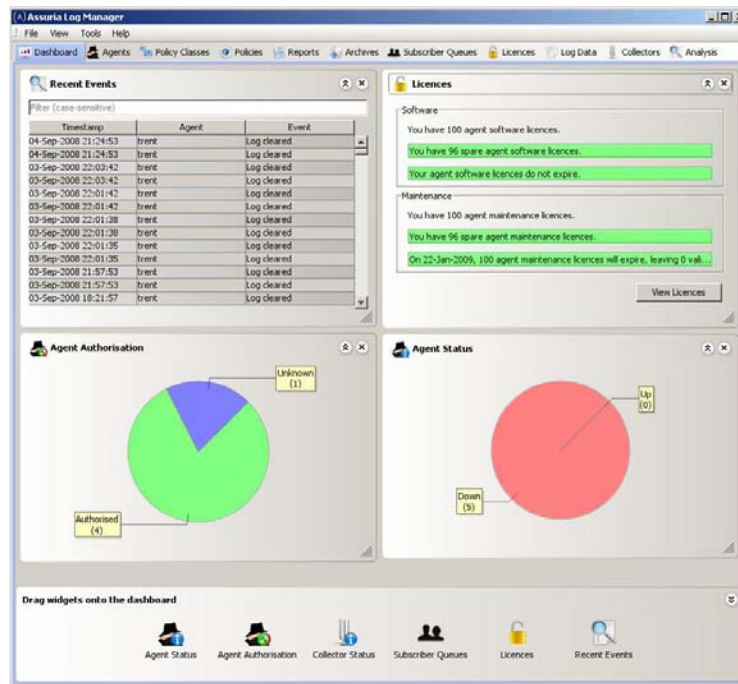 Assuria Log Manager
File View Tools Help
Dashboard Agents Policy Classes Policies Reports Archives Subscriber Queues Licences Log Data Collectors Analysis
Recent Events
Filter (case-sensitive)
Timestamp Agent Event
04-Sep-2008 21:24:53 trent Log cleared
04-Sep-2008 21:24:53 trent Log cleared
03-Sep-2008 22:03:42 trent Log cleared
03-Sep-2008 22:03:42 trent Log cleared
03-Sep-2008 22:01:42 trent Log cleared
03-Sep-2008 22:01:42 trent Log cleared
03-Sep-2008 22:01:38 trent Log cleared
03-Sep-2008 22:01:38 trent Log cleared
03-Sep-2008 22:01:35 trent Log cleared
03-Sep-2008 22:01:35 trent Log cleared
03-Sep-2008 21:57:53 trent Log cleared
03-Sep-2008 21:57:53 trent Log cleared
03-Sep-2008 18:21:57 trent Log cleared
Licences
Software
You have 100 agent software licences.
You have 96 spare agent software licences.
Your agent software licences do not expire.
Maintenance
You have 100 agent maintenance licences.
You have 96 spare agent maintenance licences.
On 22-Jan-2009, 100 agent maintenance licences will expire, leaving 0 vali...
View Licences
Agent Authorisation
Unknown
(1)
Authorised
(4)
Agent Status
Up
(0)
Down
(5)
Drag widgets onto the dashboard
Agent Status Agent Authorisation Collector Status Subscriber Queues Licences Recent Events